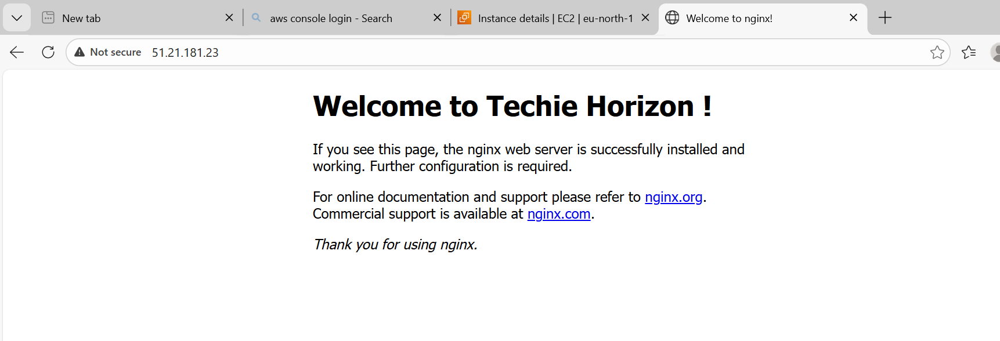 New tab
aws console login - Search
Instance details | EC2 | eu-north-1
Welcome to nginx!
Not secure 51.21.181.23
Welcome to Techie Horizon !
If you see this page, the nginx web server is successfully installed and
working. Further configuration is required.
For online documentation and support please refer to nginx.org.
Commercial support is available at nginx.com.
Thank you for using nginx.